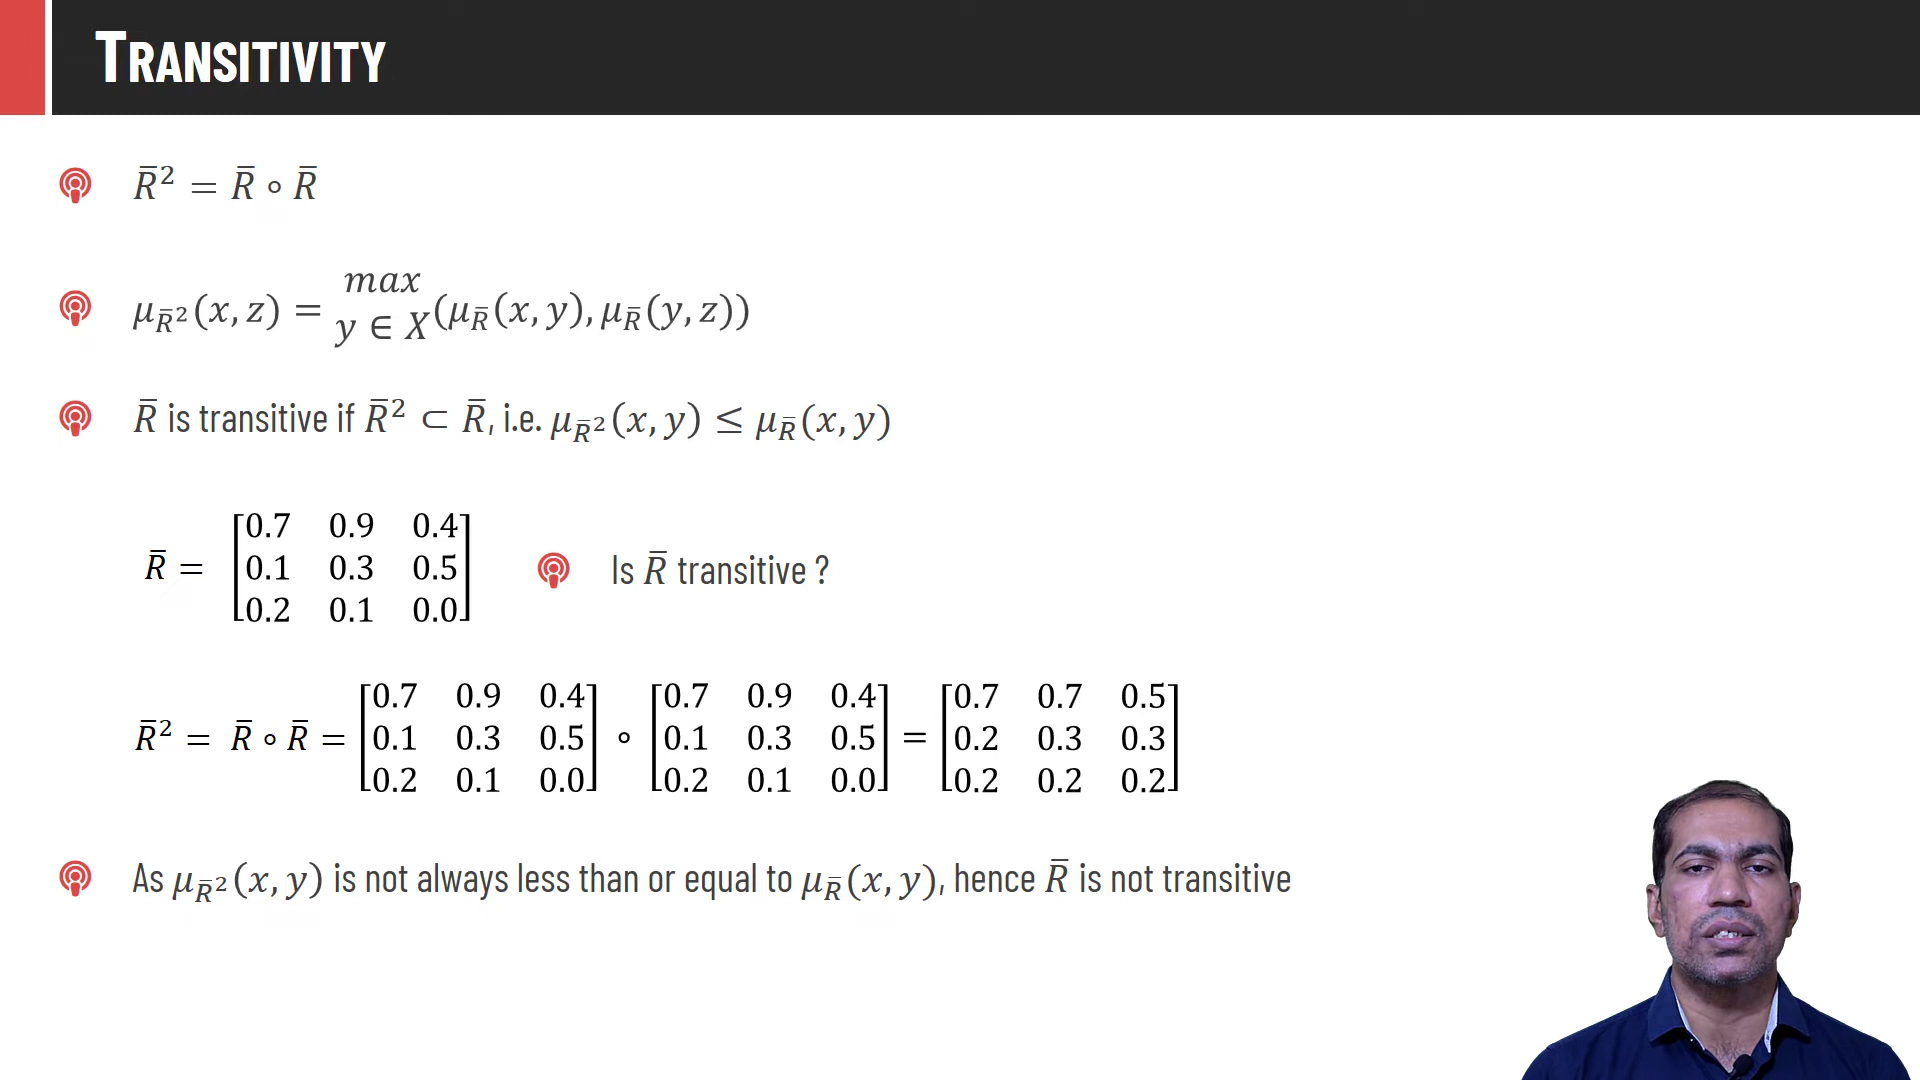 TRANSITIVITY
R̅² = R̅ ∘ R̅
μ_R̅²(x, z) = max y ∈ X (μ_R̅(x, y), μ_R̅(y, z))
R̅ is transitive if R̅² ⊂ R̅, i.e. μ_R̅²(x, y) ≤ μ_R̅(x, y)
R̅ = [0.7 0.9 0.4
0.1 0.3 0.5
0.2 0.1 0.0]
Is R̅ transitive ?
R̅² = R̅ ∘ R̅ = [0.7 0.9 0.4 0.1 0.3 0.5 0.2 0.1 0.0] ∘ [0.7 0.9 0.4 0.1 0.3 0.5 0.2 0.1 0.0] = [0.7 0.7 0.5 0.2 0.3 0.3 0.2 0.2 0.2]
As μ_R̅²(x, y) is not always less than or equal to μ_R̅(x, y), hence R̅ is not transitive